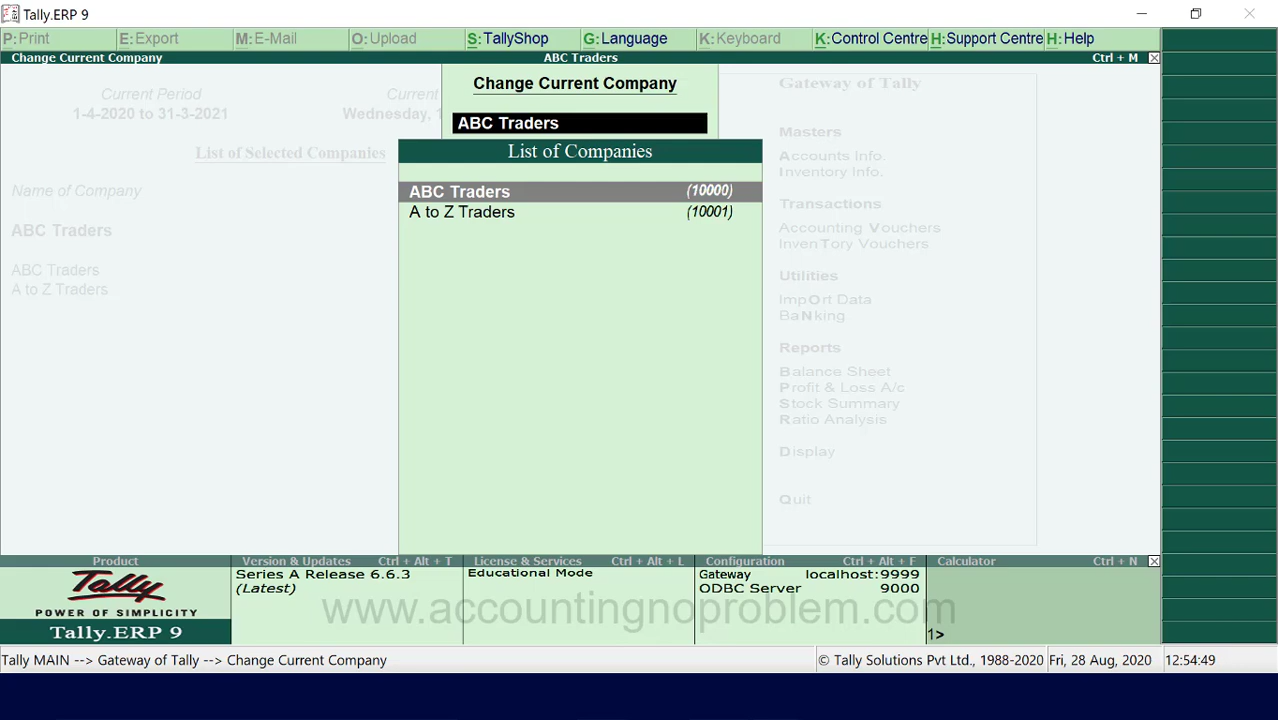 Tally.ERP 9
P:Print E:Export M:E-Mail O:Upload S:TallyShop G:Language K:Keyboard K:Control Centre H:Support Centre H:Help
Change Current Company ABC Traders Ctrl + M
Current Period
1-4-2020 to 31-3-2021
Current
Wednesday, 1
List of Selected Companies
Name of Company
ABC Traders
ABC Traders
A to Z Traders
Change Current Company
ABC Traders
List of Companies
ABC Traders (10000)
A to Z Traders (10001)
Gateway of Tally
Masters
Accounts Info.
Inventory Info.
Transactions
Accounting Vouchers
InvenTory Vouchers
Utilities
ImpOrt Data
BaNking
Reports
Balance Sheet
Profit & Loss A/c
Stock Summary
Ratio Analysis
Display
Quit
Product
Tally
POWER OF SIMPLICITY
Tally.ERP 9
Version & Updates Ctrl + Alt + T
Series A Release 6.6.3
(Latest)
License & Services Ctrl + Alt + L
Educational Mode
Configuration Ctrl + Alt + F
Gateway localhost:9999
ODBC Server 9000
Calculator Ctrl + N
1>
www.accountingnoproblem.com
Tally MAIN --> Gateway of Tally --> Change Current Company © Tally Solutions Pvt Ltd., 1988-2020 Fri, 28 Aug, 2020 12:54:49